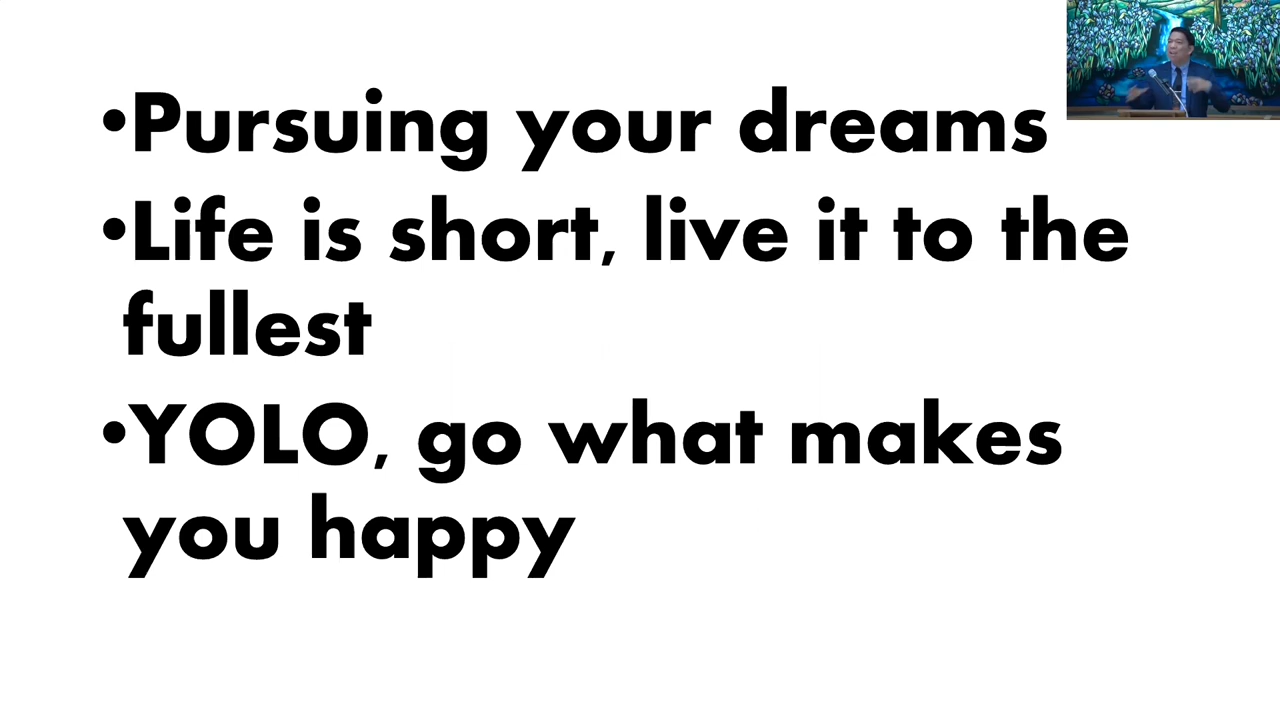 •Pursuing your dreams
•Life is short, live it to the
fullest
•YOLO, go what makes
you happy